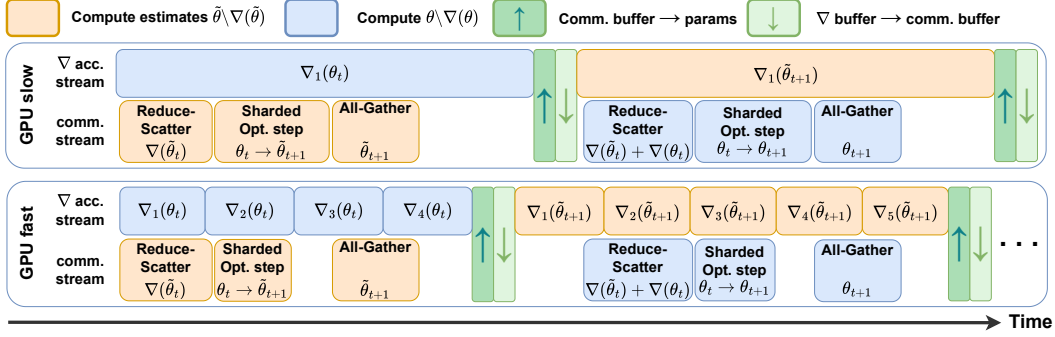 Compute estimates θ̃\∇(θ̃)
Compute θ\∇(θ)
↑ Comm. buffer → params
↓ ∇ buffer → comm. buffer
GPU slow
∇ acc.
stream
∇₁(θₜ)
∇₁(θ̃ₜ₊₁)
comm.
stream
Reduce-
Scatter
∇(θ̃ₜ)
Sharded
Opt. step
θₜ → θ̃ₜ₊₁
All-Gather
θ̃ₜ₊₁
↑ ↓
Reduce-
Scatter
∇(θ̃ₜ) + ∇(θₜ)
Sharded
Opt. step
θₜ → θₜ₊₁
All-Gather
θₜ₊₁
↑ ↓
GPU fast
∇ acc.
stream
∇₁(θₜ) ∇₂(θₜ) ∇₃(θₜ) ∇₄(θₜ)
∇₁(θ̃ₜ₊₁) ∇₂(θ̃ₜ₊₁) ∇₃(θ̃ₜ₊₁) ∇₄(θ̃ₜ₊₁) ∇₅(θ̃ₜ₊₁)
comm.
stream
Reduce-
Scatter
∇(θ̃ₜ)
Sharded
Opt. step
θₜ → θ̃ₜ₊₁
All-Gather
θ̃ₜ₊₁
↑ ↓
Reduce-
Scatter
∇(θ̃ₜ) + ∇(θₜ)
Sharded
Opt. step
θₜ → θₜ₊₁
All-Gather
θₜ₊₁
↑ ↓
. . .
Time